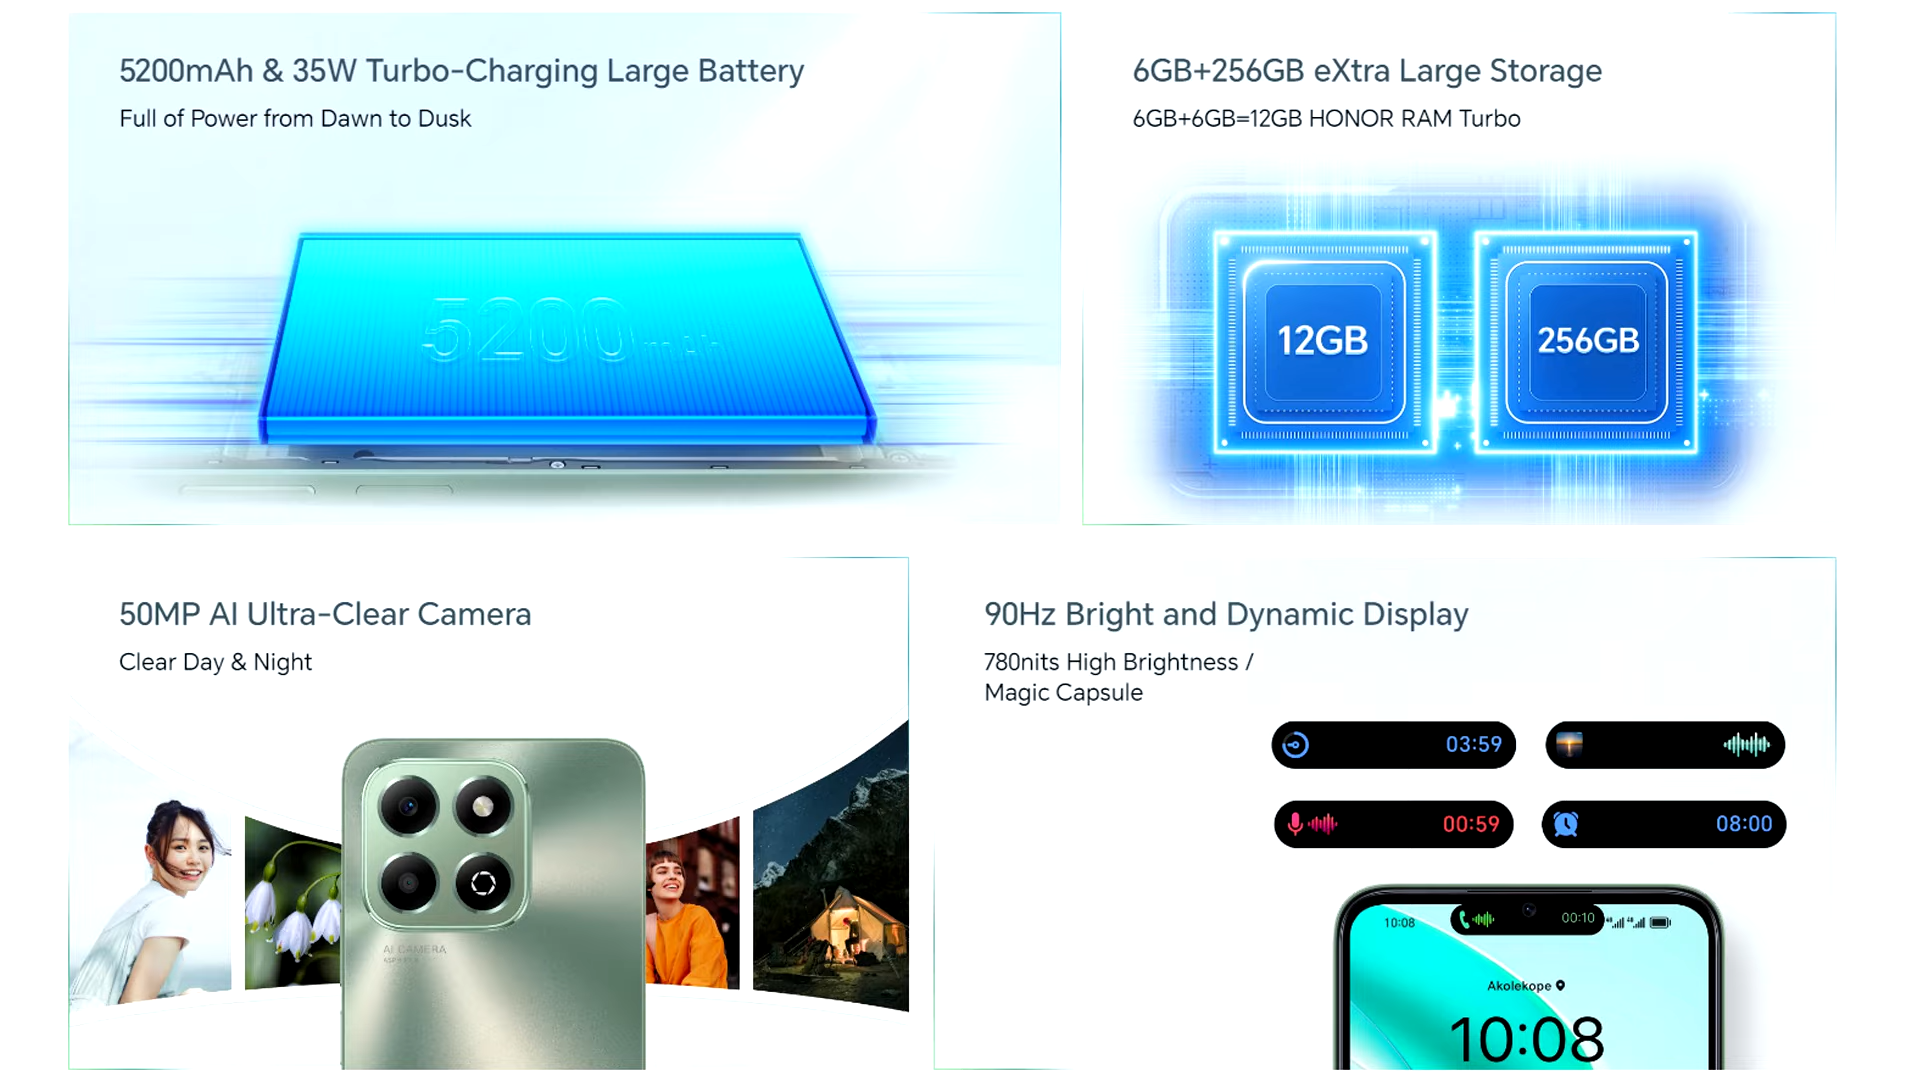 5200mAh & 35W Turbo-Charging Large Battery
Full of Power from Dawn to Dusk
5200mAh
6GB+256GB eXtra Large Storage
6GB+6GB=12GB HONOR RAM Turbo
12GB
256GB
50MP AI Ultra-Clear Camera
Clear Day & Night
AI CAMERA
90Hz Bright and Dynamic Display
780nits High Brightness /
Magic Capsule
03:59
00:59
08:00
10:08
00:10
Akolekope
10:08